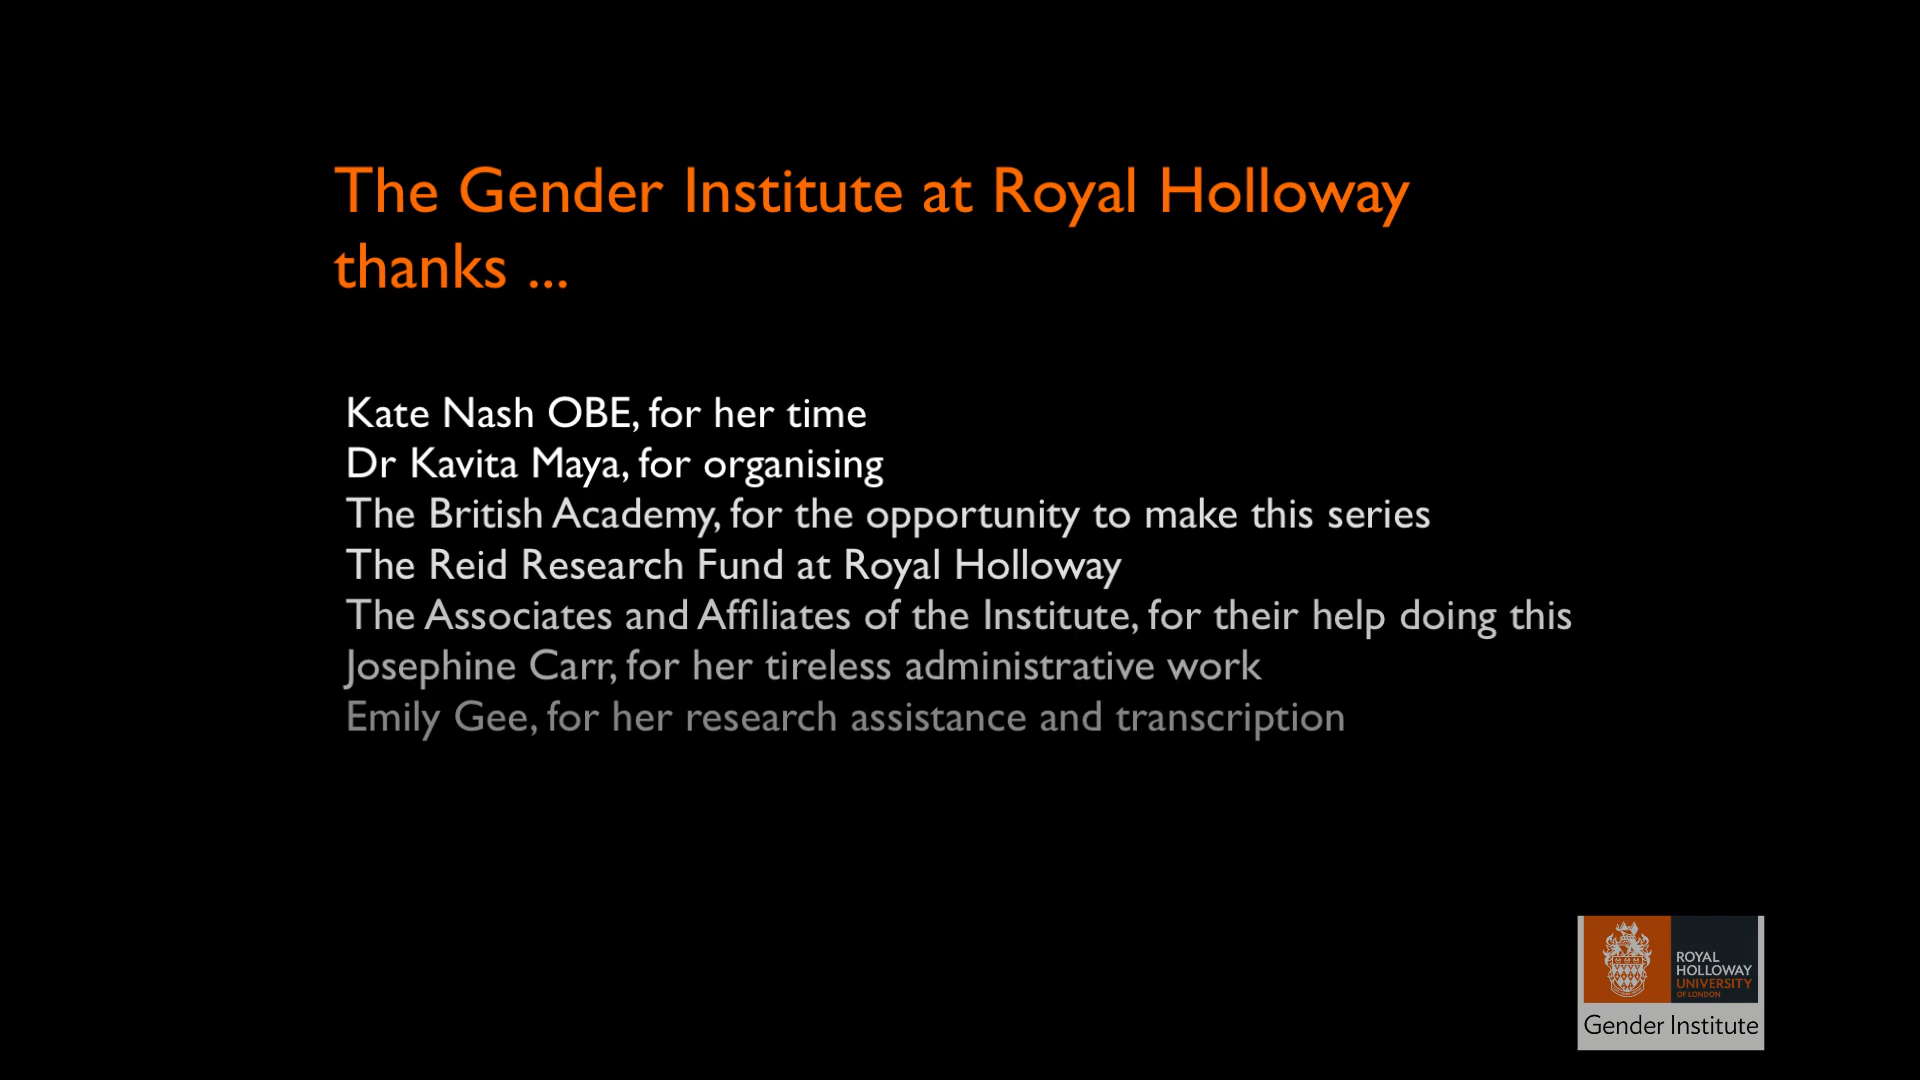 The Gender Institute at Royal Holloway
thanks ...
Kate Nash OBE, for her time
Dr Kavita Maya, for organising
The British Academy, for the opportunity to make this series
The Reid Research Fund at Royal Holloway
The Associates and Affiliates of the Institute, for their help doing this
Josephine Carr, for her tireless administrative work
Emily Gee, for her research assistance and transcription
ROYAL
HOLLOWAY
UNIVERSITY
OF LONDON
Gender Institute